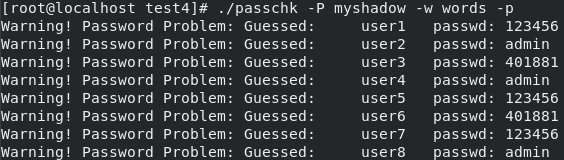 [root@localhost test4]# ./passchk -P myshadow -w words -p
Warning! Password Problem: Guessed:     user1   passwd: 123456
Warning! Password Problem: Guessed:     user2   passwd: admin
Warning! Password Problem: Guessed:     user3   passwd: 401881
Warning! Password Problem: Guessed:     user4   passwd: admin
Warning! Password Problem: Guessed:     user5   passwd: 123456
Warning! Password Problem: Guessed:     user6   passwd: 401881
Warning! Password Problem: Guessed:     user7   passwd: 123456
Warning! Password Problem: Guessed:     user8   passwd: admin